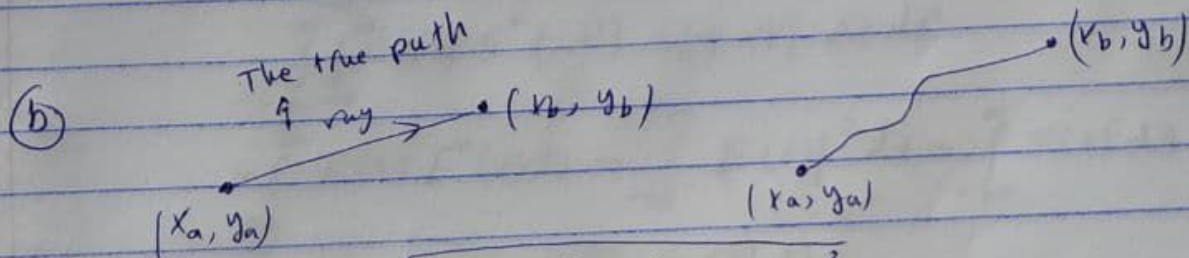 The true path
of ray
(b)
(xb, yb)
(xb, yb)
(xa, ya)
(xa, ya)